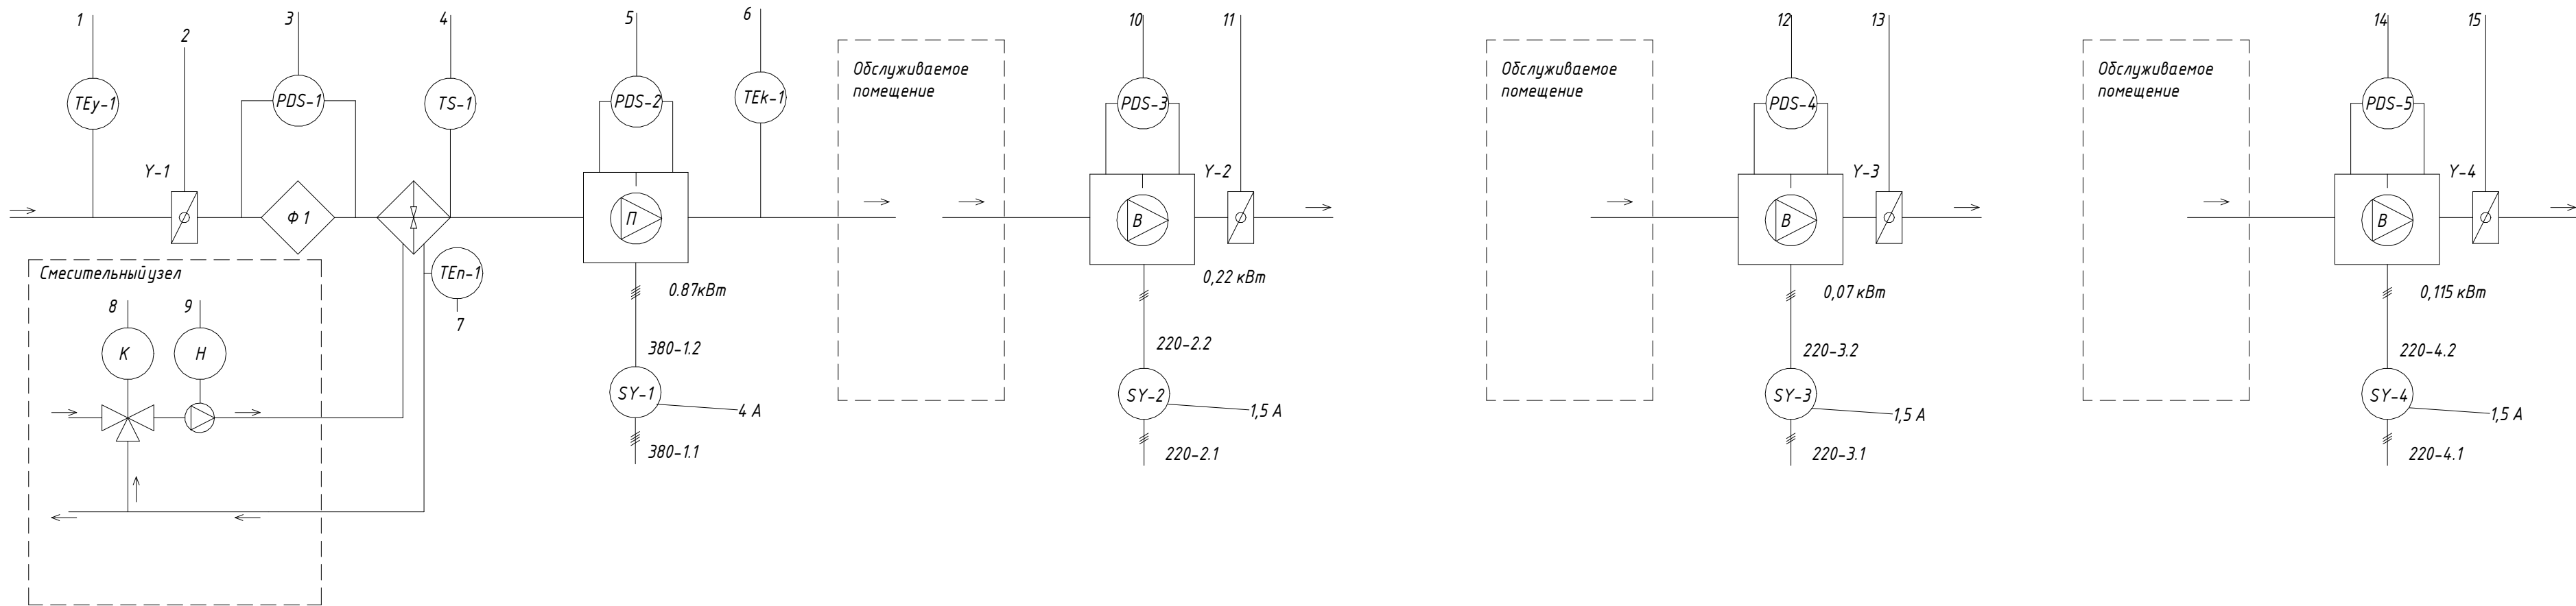 1
2
3
4
5
6
10
11
12
13
14
15
TEу-1
PDS-1
TS-1
PDS-2
TEk-1
Обслуживаемое
помещение
PDS-3
Обслуживаемое
помещение
PDS-4
Обслуживаемое
помещение
PDS-5
Y-1
Y-2
Y-3
Y-4
Ф1
П
В
В
В
Смесительный узел
TEп-1
7
8
9
К
Н
0.87кВт
0,22 кВт
0,07 кВт
0,115 кВт
380-1.2
220-2.2
220-3.2
220-4.2
SY-1
4 А
SY-2
1,5 А
SY-3
1,5 А
SY-4
1,5 А
380-1.1
220-2.1
220-3.1
220-4.1